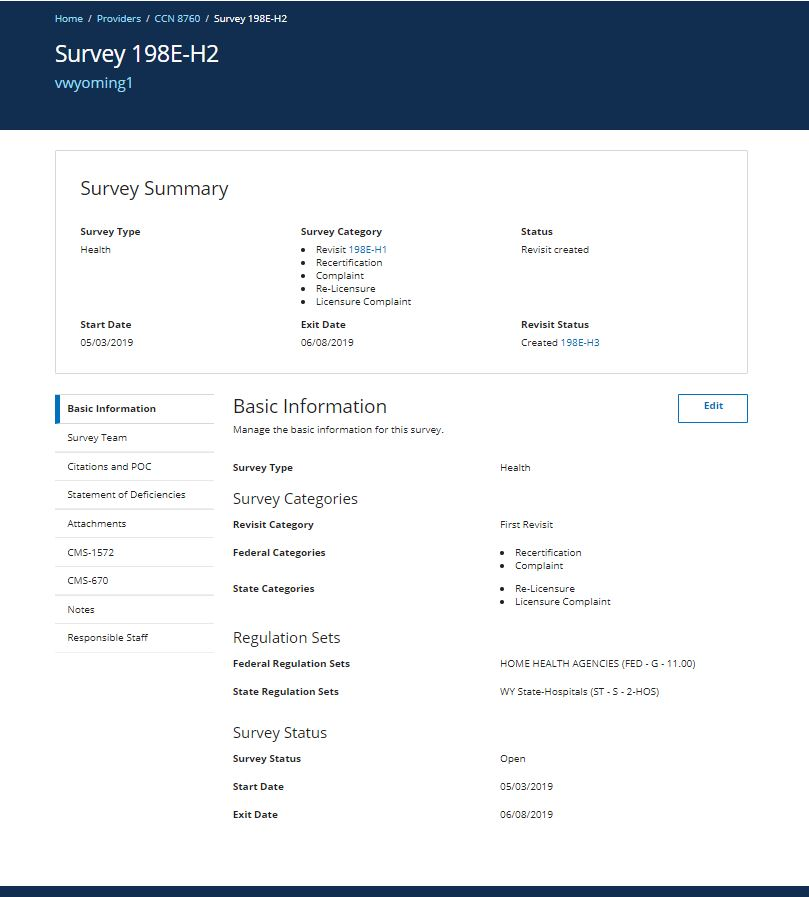 Home / Providers / CCN 8760 / Survey 198E-H2
Survey 198E-H2
vwyoming1
Survey Summary
Survey Type
Health
Survey Category
• Revisit 198E-H1
• Recertification
• Complaint
• Re-Licensure
• Licensure Complaint
Status
Revisit created
Start Date
05/03/2019
Exit Date
06/08/2019
Revisit Status
Created 198E-H3
Basic Information
Survey Team
Citations and POC
Statement of Deficiencies
Attachments
CMS-1572
CMS-670
Notes
Responsible Staff
Basic Information
Edit
Manage the basic information for this survey.
Survey Type Health
Survey Categories
Revisit Category First Revisit
Federal Categories • Recertification
• Complaint
State Categories • Re-Licensure
• Licensure Complaint
Regulation Sets
Federal Regulation Sets HOME HEALTH AGENCIES (FED - G - 11.00)
State Regulation Sets WY State-Hospitals (ST - S - 2-HOS)
Survey Status
Survey Status Open
Start Date 05/03/2019
Exit Date 06/08/2019